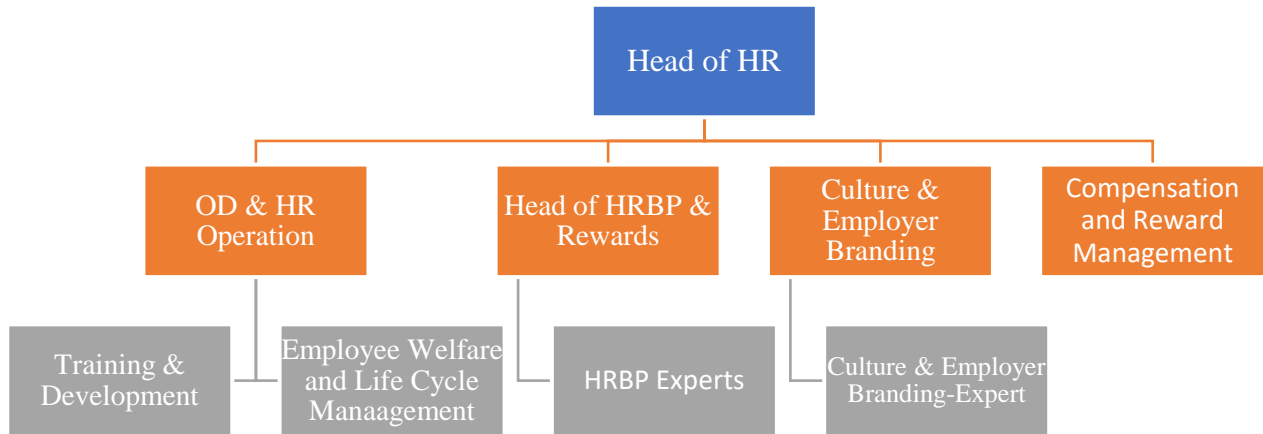 Head of HR
OD & HR
Operation
Head of HRBP &
Rewards
Culture &
Employer
Branding
Compensation
and Reward
Management
Training &
Development
Employee Welfare
and Life Cycle
Manaagement
HRBP Experts
Culture & Employer
Branding-Expert